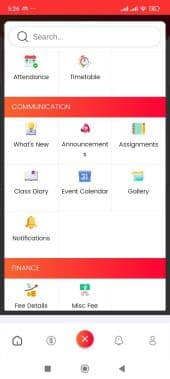 5:26
Search...
Attendance
Timetable
COMMUNICATION
What's New
Announcement
s
Assignments
Class Diary
Event Calendar
Gallery
31
Notifications
FINANCE
Fee Details
Misc Fee